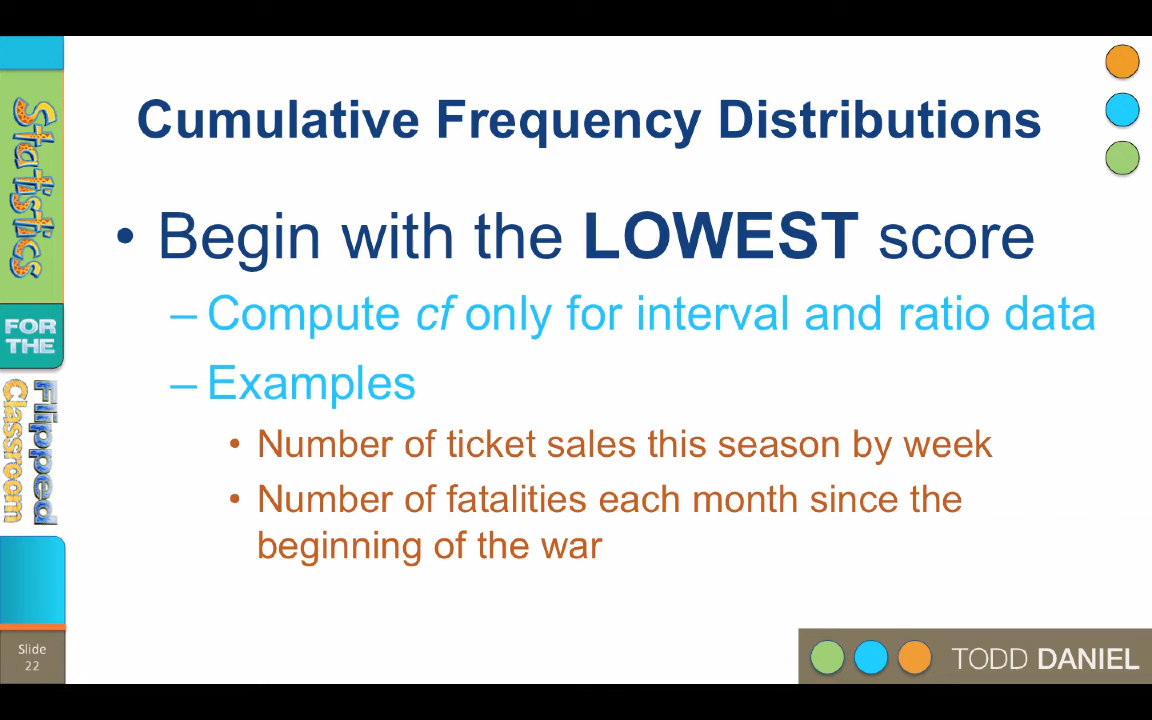 Cumulative Frequency Distributions
• Begin with the LOWEST score
– Compute cf only for interval and ratio data
– Examples
• Number of ticket sales this season by week
• Number of fatalities each month since the
beginning of the war
Statistics
FOR
THE
Flipped
Classroom
Slide
22
TODD DANIEL